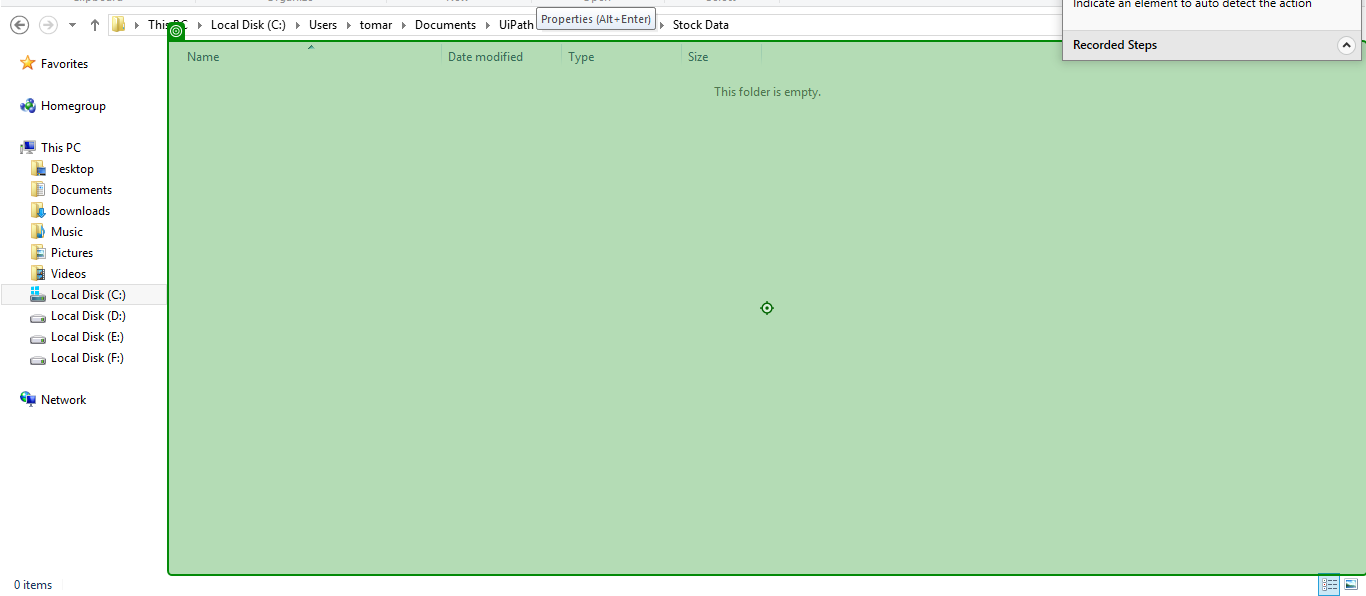 Indicate an element to auto detect the action
Recorded Steps
Properties (Alt+Enter)
Local Disk (C:) Users tomar Documents UiPath Stock Data
Name Date modified Type Size
This folder is empty.
Favorites
Homegroup
This PC
Desktop
Documents
Downloads
Music
Pictures
Videos
Local Disk (C:)
Local Disk (D:)
Local Disk (E:)
Local Disk (F:)
Network
0 items